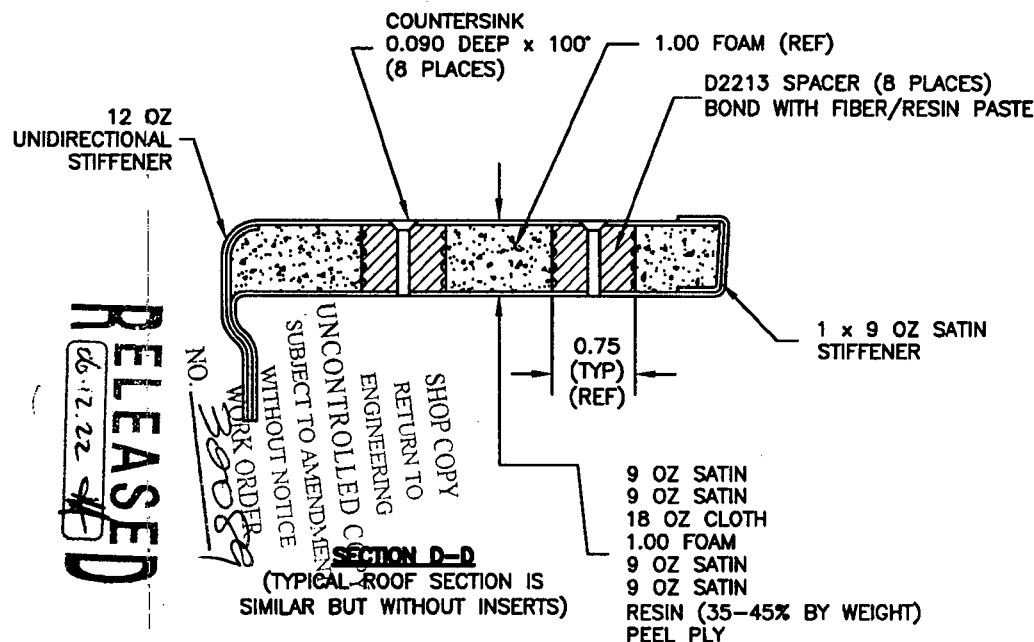 COUNTERSINK
0.090 DEEP x 100°
(8 PLACES)
1.00 FOAM (REF)
D2213 SPACER (8 PLACES)
BOND WITH FIBER/RESIN PASTE
12 OZ
UNIDIRECTIONAL
STIFFENER
1 x 9 OZ SATIN
STIFFENER
0.75
(TYP)
(REF)
9 OZ SATIN
9 OZ SATIN
18 OZ CLOTH
1.00 FOAM
9 OZ SATIN
9 OZ SATIN
RESIN (35-45% BY WEIGHT)
PEEL PLY
SECTION D-D
(TYPICAL ROOF SECTION IS
SIMILAR BUT WITHOUT INSERTS)
SHOP COPY
RETURN TO
ENGINEERING
UNCONTROLLED COPY
SUBJECT TO AMENDMENT
WITHOUT NOTICE
WORK ORDER
NO.
RELEASED
06.12.22